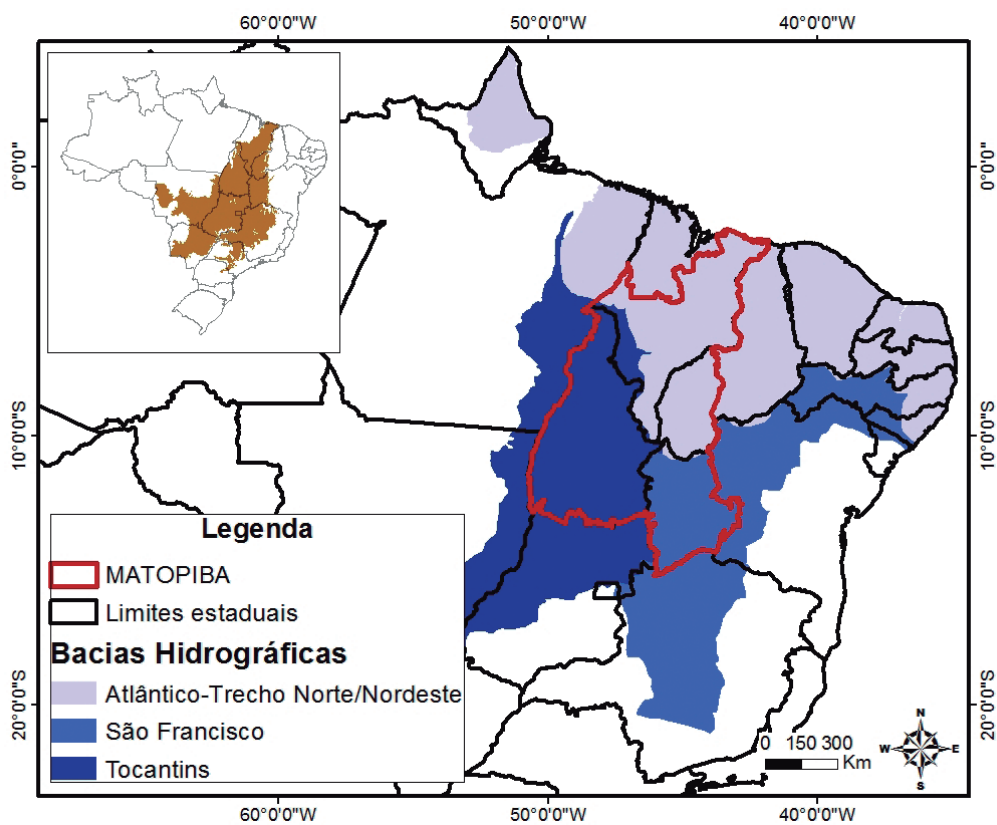 60°0'0"W 50°0'0"W 40°0'0"W
0°0'0"
10°0'0"S
20°0'0"S
0°0'0"
10°0'0"S
20°0'0"S
Legenda
MATOPIBA
Limites estaduais
Bacias Hidrográficas
Atlântico-Trecho Norte/Nordeste
São Francisco
Tocantins
N
W E
S
0 150 300
Km
60°0'0"W 50°0'0"W 40°0'0"W